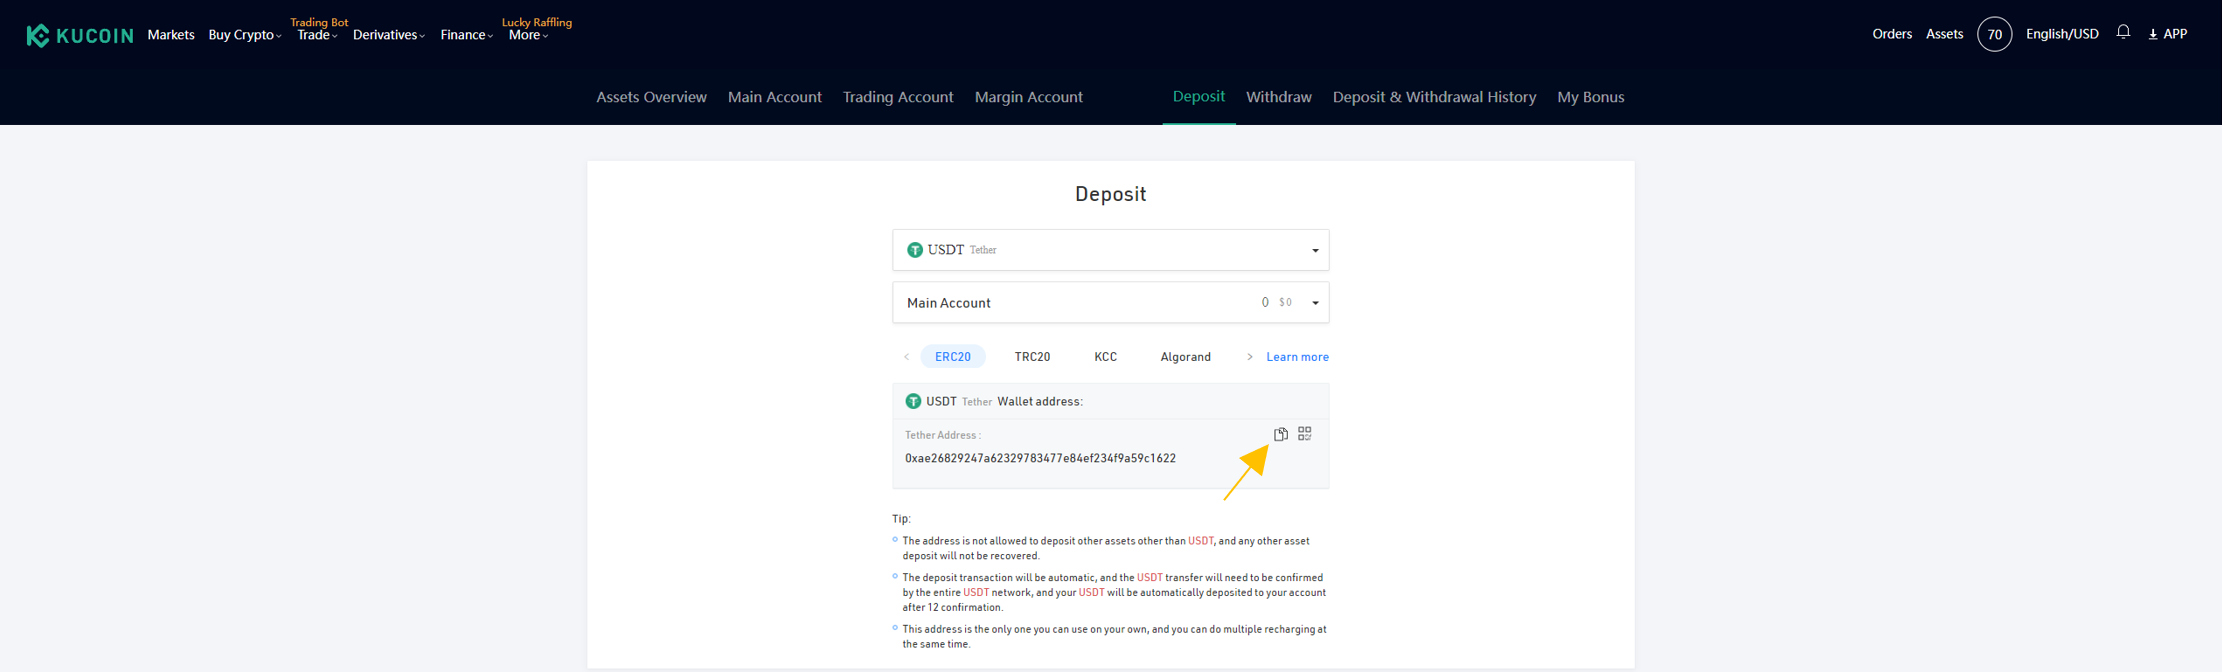 Trading Bot
Lucky Raffling
KUCOIN Markets Buy Crypto Trade Derivatives Finance More
Orders Assets 70 English/USD APP
Assets Overview Main Account Trading Account Margin Account Deposit Withdraw Deposit & Withdrawal History My Bonus
Deposit
USDT Tether
Main Account 0 $0
< ERC20 TRC20 KCC Algorand > Learn more
USDT Tether Wallet address:
Tether Address :
0xae26829247a62329783477e84ef234f9a59c1622
Tip:
The address is not allowed to deposit other assets other than USDT, and any other asset
deposit will not be recovered.
The deposit transaction will be automatic, and the USDT transfer will need to be confirmed
by the entire USDT network, and your USDT will be automatically deposited to your account
after 12 confirmation.
This address is the only one you can use on your own, and you can do multiple recharging at
the same time.